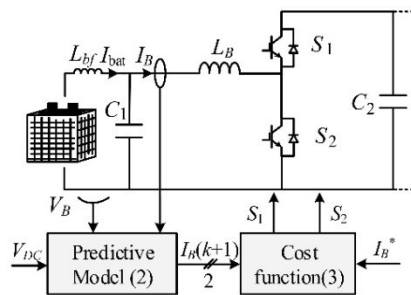 L_bf I_bat I_B L_B S_1
C_1 C_2
S_2
V_B S_1 S_2
V_DC Predictive Model (2) I_B(k+1) 2 Cost function(3) I_B*